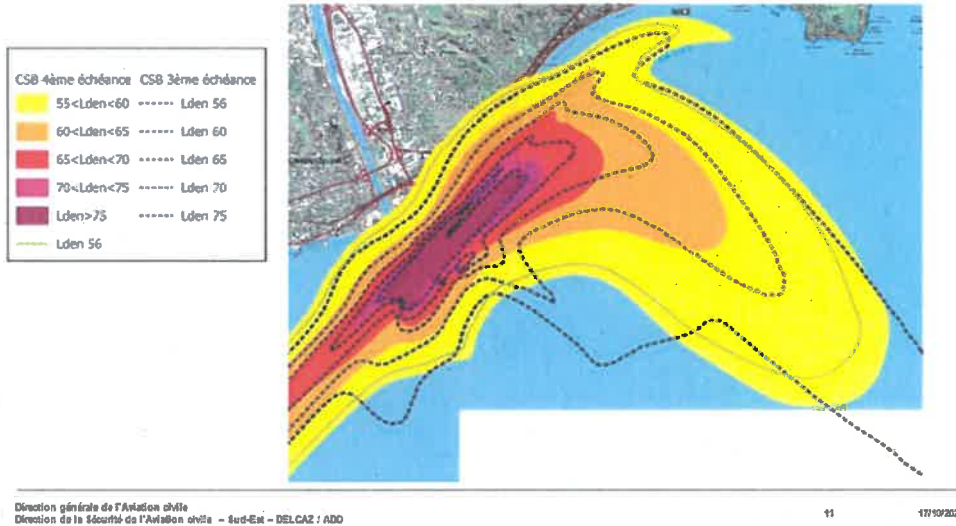 NICE
CSB 4ème échéance CSB 3ème échéance
55<Lden<60 Lden 56
60<Lden<65 Lden 60
65<Lden<70 Lden 65
70<Lden<75 Lden 70
Lden>75 Lden 75
Lden 56
Direction générale de l'Aviation civile
Direction de la Sécurité de l'Aviation civile – Sud-Est – DELCAZ / ADD
11